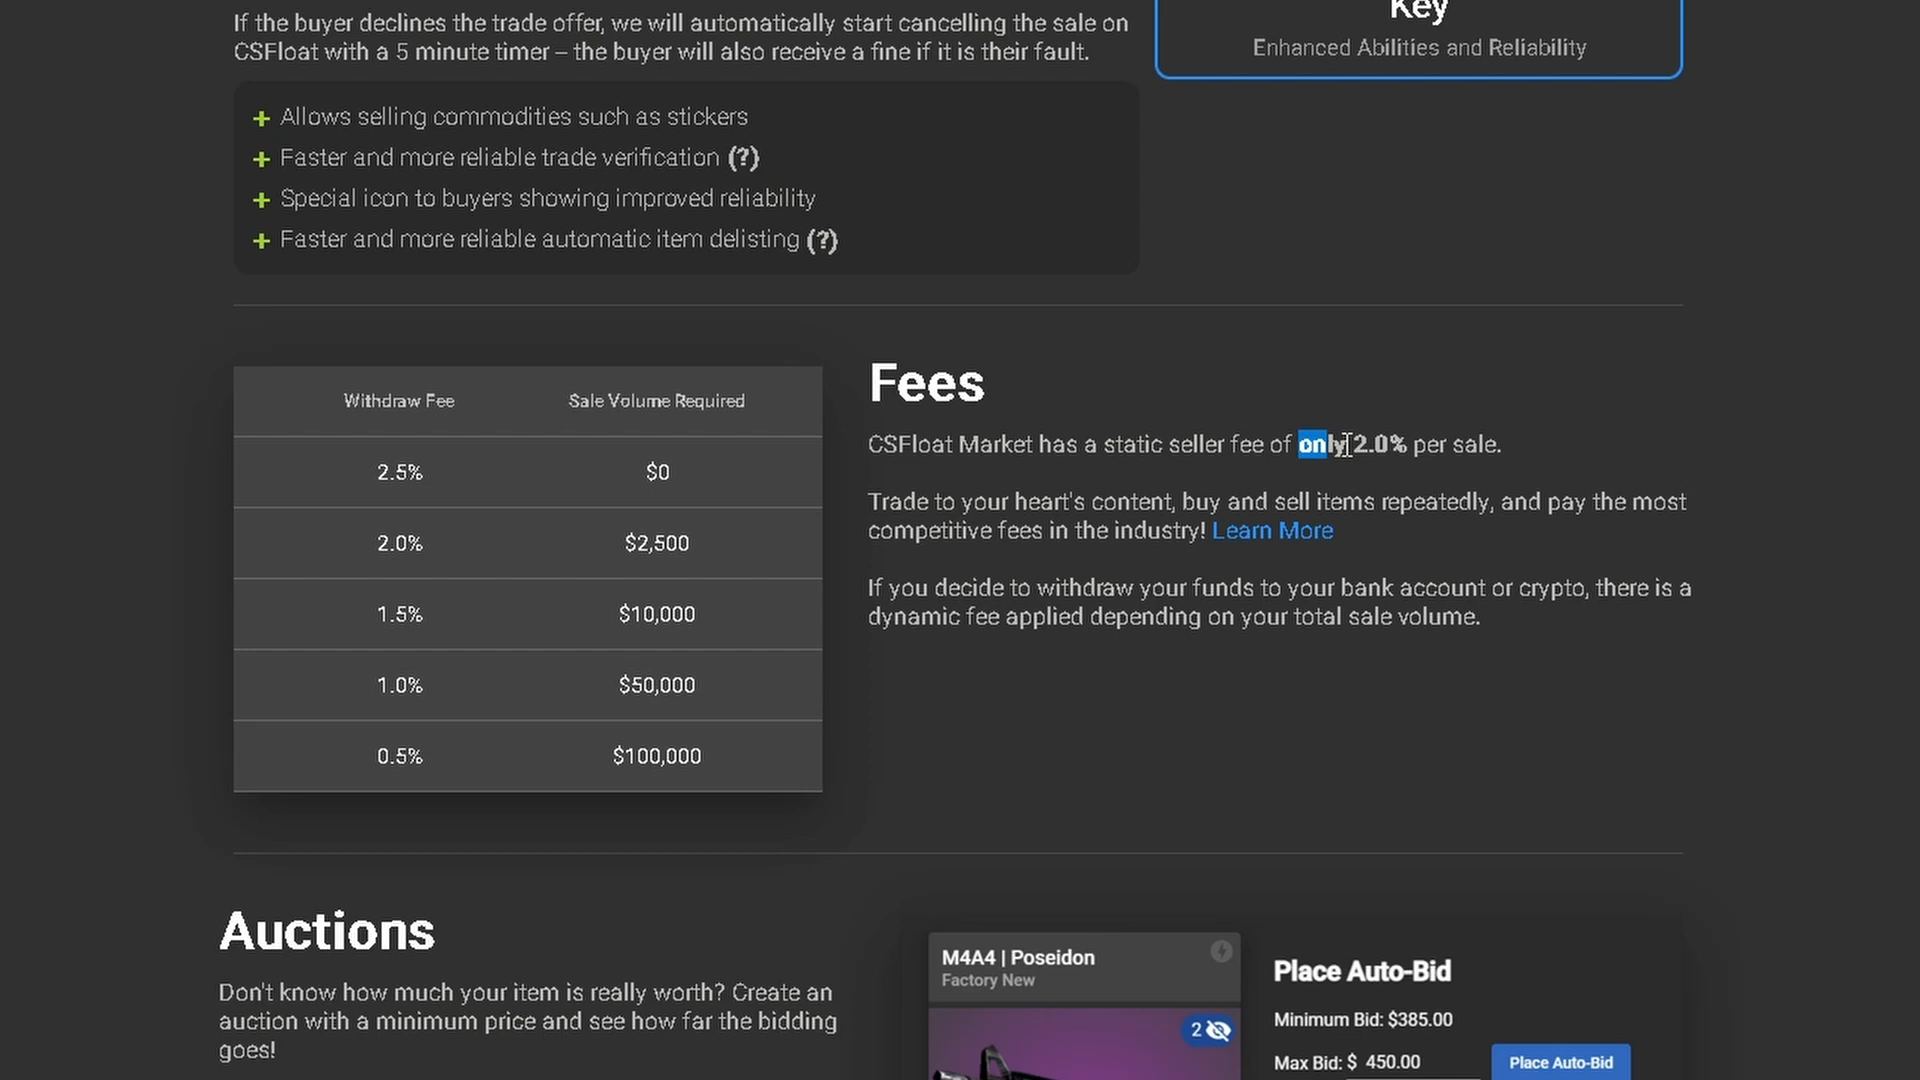 If the buyer declines the trade offer, we will automatically start cancelling the sale on
CSFloat with a 5 minute timer – the buyer will also receive a fine if it is their fault.
Key
Enhanced Abilities and Reliability
+ Allows selling commodities such as stickers
+ Faster and more reliable trade verification (?)
+ Special icon to buyers showing improved reliability
+ Faster and more reliable automatic item delisting (?)
Withdraw Fee Sale Volume Required
2.5% $0
2.0% $2,500
1.5% $10,000
1.0% $50,000
0.5% $100,000
Fees
CSFloat Market has a static seller fee of only 2.0% per sale.
Trade to your heart's content, buy and sell items repeatedly, and pay the most
competitive fees in the industry! Learn More
If you decide to withdraw your funds to your bank account or crypto, there is a
dynamic fee applied depending on your total sale volume.
Auctions
Don't know how much your item is really worth? Create an
auction with a minimum price and see how far the bidding
goes!
M4A4 | Poseidon
Factory New
2
Place Auto-Bid
Minimum Bid: $385.00
Max Bid: $ 450.00
Place Auto-Bid